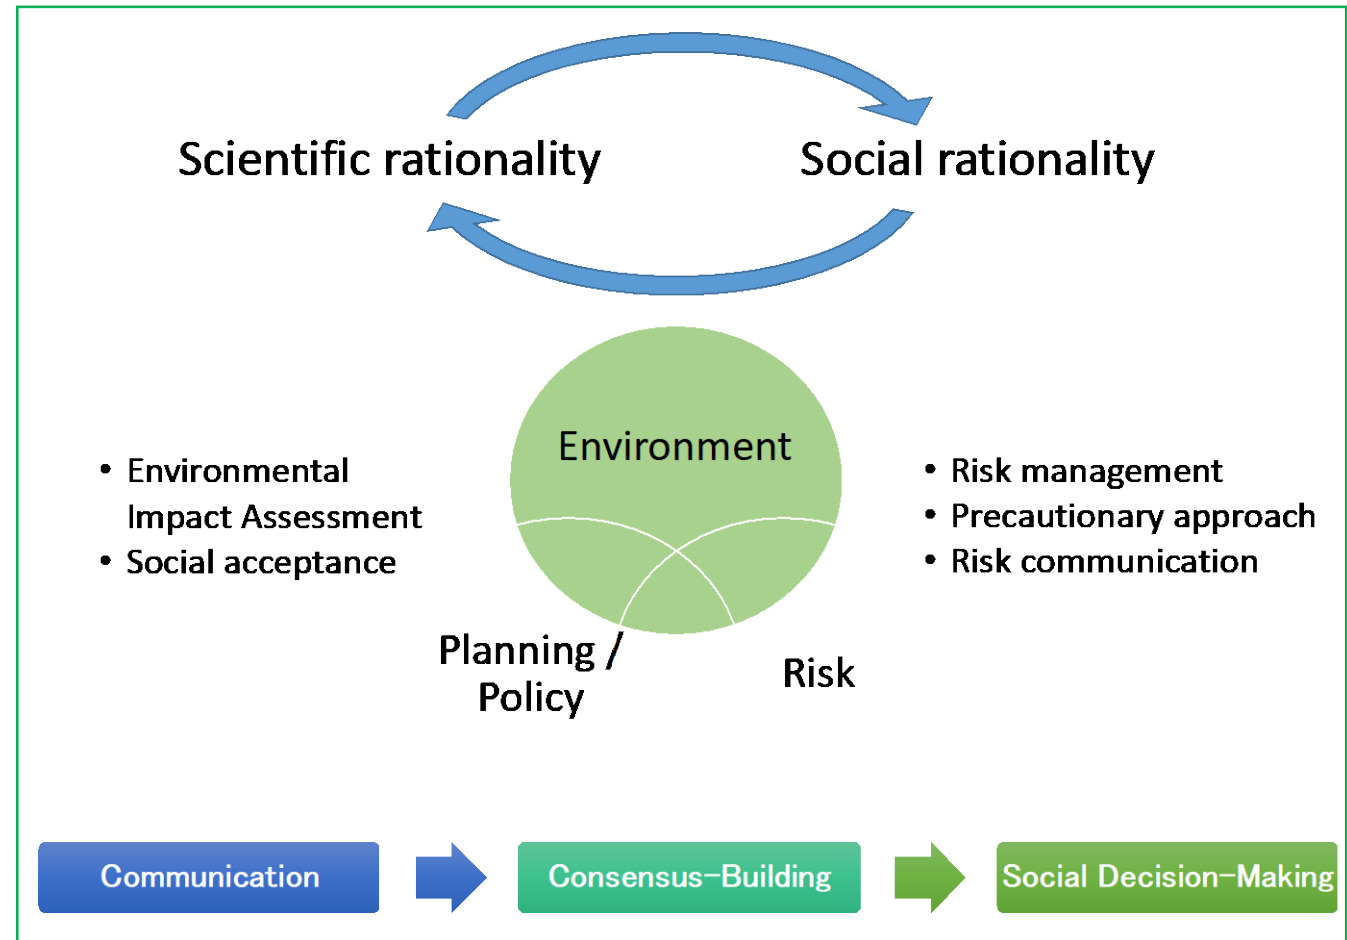 Scientific rationality
Social rationality
Environment
• Environmental
Impact Assessment
• Social acceptance
• Risk management
• Precautionary approach
• Risk communication
Planning /
Policy
Risk
Communication
Consensus-Building
Social Decision-Making